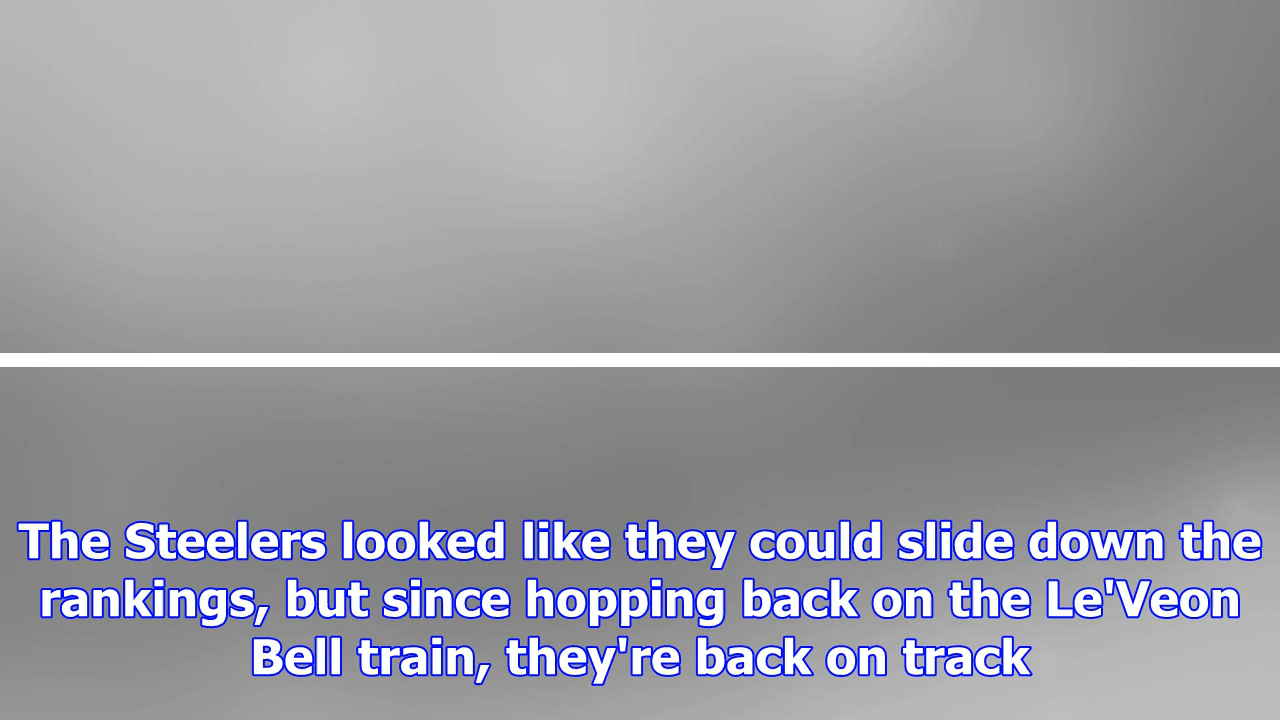 The Steelers looked like they could slide down the
rankings, but since hopping back on the Le'Veon
Bell train, they're back on track